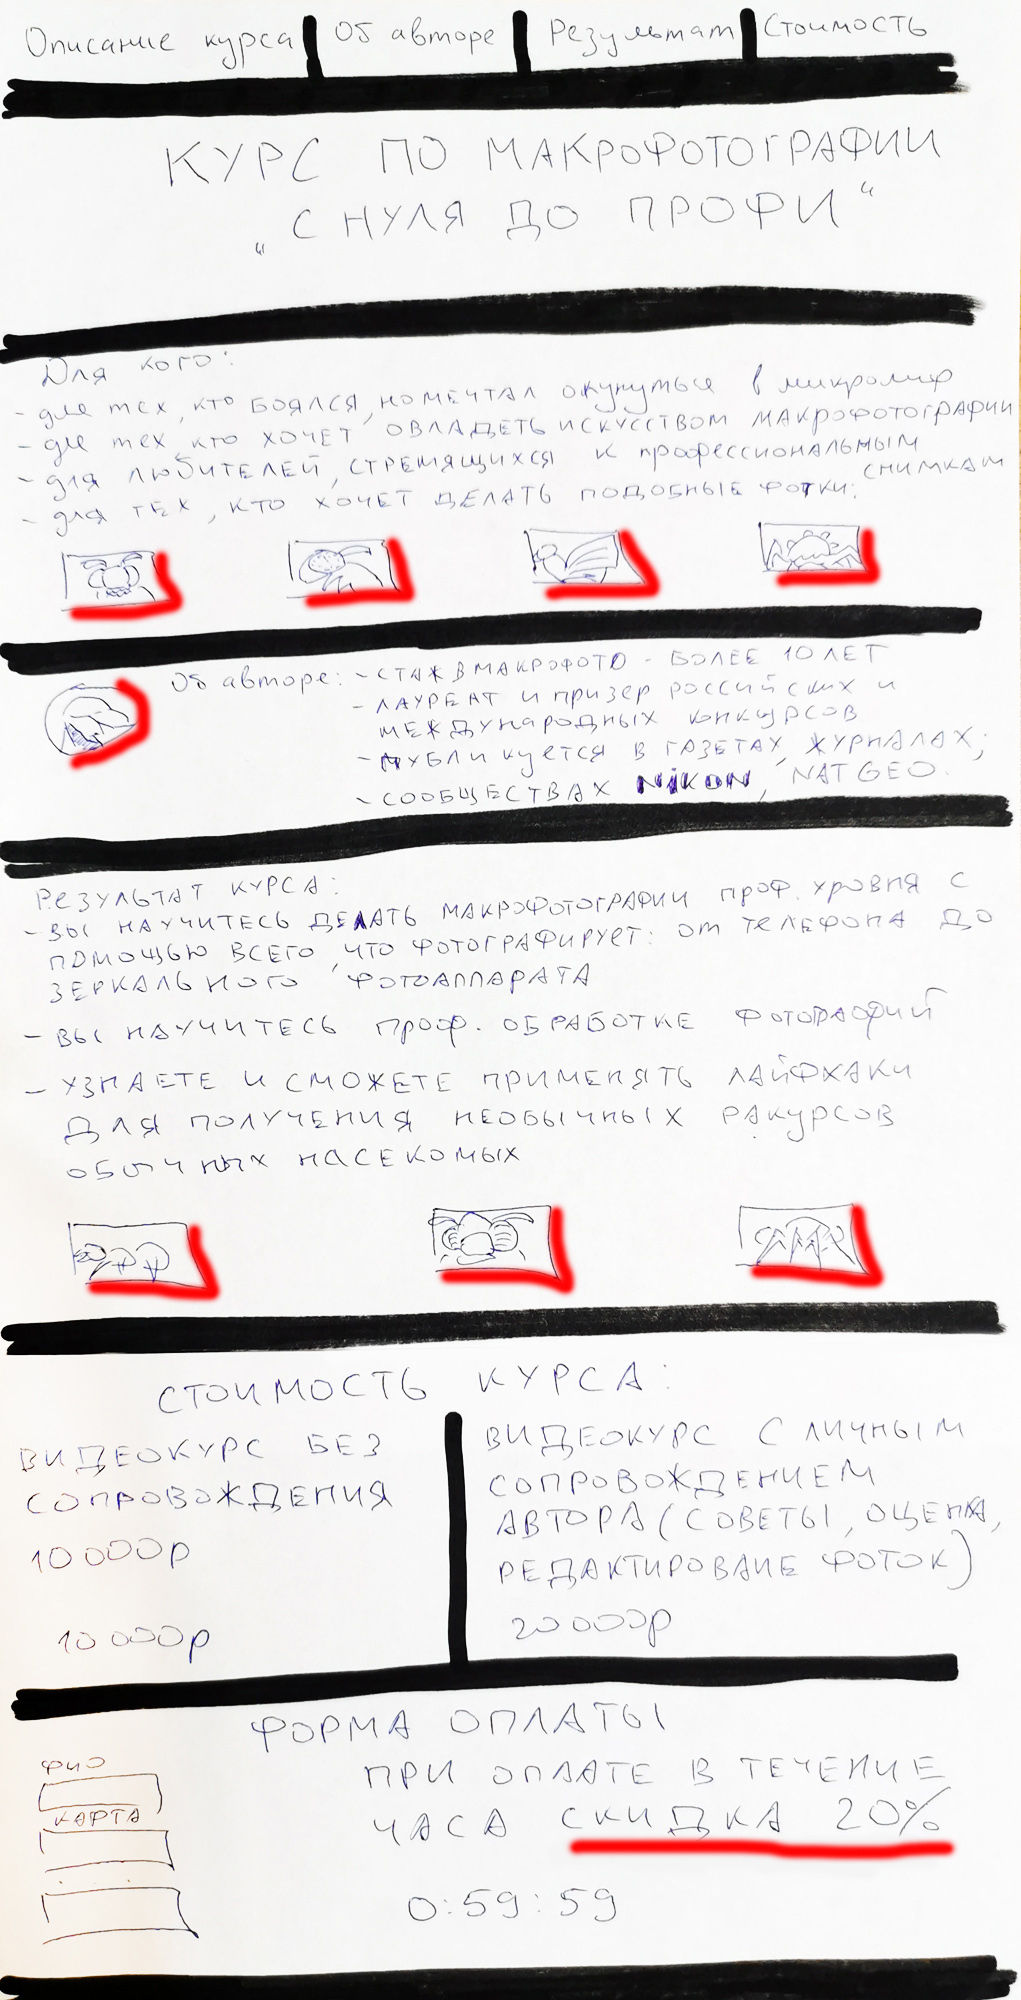 Описание курса
Об авторе
Результат
Стоимость
КУРС ПО МАКРОФОТОГРАФИИ
„С НУЛЯ ДО ПРОФИ“
Для кого:
- для тех, кто БОЯЛСЯ, НО МЕЧТАЛ окунуться в микромир
- для тех, кто хочет ОВЛАДЕТЬ ИСКУССТВОМ МАКРОФОТОГРАФИИ
- для ЛЮБИТЕЛЕЙ, СТРЕМЯЩИХСЯ К профессиональным
СНИМКАМ
- для ТЕХ, КТО ХОЧЕТ ДЕЛАТЬ ПОДОБНЫЕ ФОТКИ:
Об авторе: - СТАЖ В МАКРОФОТО - БОЛЕЕ 10 ЛЕТ
- ЛАУРЕАТ И призер российских и
МЕЖДУНАРОДНЫХ КОНКУРСОВ
- публикуется в ГАЗЕТАХ, ЖУРНАЛАХ;
- СООБЩЕСТВАХ NIKON, NAT GEO.
РЕЗУЛЬТАТ КУРСА:
- ВЫ НАУЧИТЕСЬ ДЕЛАТЬ МАКРОФОТОГРАФИИ ПРОФ. УРОВНЯ С
ПОМОЩЬЮ ВСЕГО, ЧТО ФОТОГРАФИРУЕТ: ОТ ТЕЛЕФОНА ДО
ЗЕРКАЛЬНОГО ФОТОАППАРАТА
- ВЫ НАУЧИТЕСЬ проф. ОБРАБОТКЕ ФОТОГРАФИЙ
- УЗНАЕТЕ И СМОЖЕТЕ ПРИМЕНЯТЬ ЛАЙФХАКИ
ДЛЯ ПОЛУЧЕНИЯ НЕОБЫЧНЫХ РАКУРСОВ
ОБЫЧНЫХ НАСЕКОМЫХ
СТОИМОСТЬ КУРСА:
ВИДЕОКУРС БЕЗ
СОПРОВОЖДЕНИЯ
10 000р
10 000р
ВИДЕОКУРС С ЛИЧНЫМ
СОПРОВОЖДЕНИЕМ
АВТОРА (СОВЕТЫ, ОЦЕНКА,
РЕДАКТИРОВАНИЕ ФОТОК)
20 000р
ФОРМА ОПЛАТЫ
ФИО
КАРТА
ПРИ ОПЛАТЕ В ТЕЧЕНИЕ
ЧАСА СКИДКА 20%
0:59:59